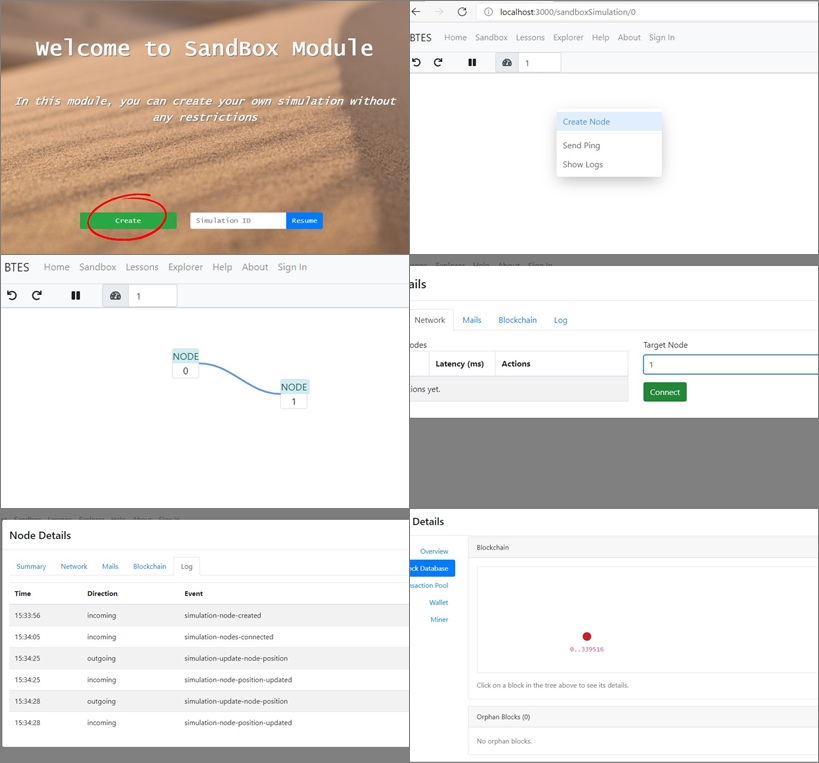 Welcome to SandBox Module
In this module, you can create your own simulation without
any restrictions
Create
Simulation ID
Resume
localhost:3000/sandboxSimulation/0
BTES Home Sandbox Lessons Explorer Help About Sign In
1
Create Node
Send Ping
Show Logs
BTES Home Sandbox Lessons Explorer Help About Sign In
1
NODE
0
NODE
1
ails
Network Mails Blockchain Log
odes
Target Node
Latency (ms) Actions
1
ions yet.
Connect
Node Details
Summary Network Mails Blockchain Log
Time Direction Event
15:33:56 incoming simulation-node-created
15:34:05 incoming simulation-nodes-connected
15:34:25 outgoing simulation-update-node-position
15:34:25 incoming simulation-node-position-updated
15:34:28 outgoing simulation-update-node-position
15:34:28 incoming simulation-node-position-updated
Details
Overview
ck Database
nsaction Pool
Wallet
Miner
Blockchain
0..339516
Click on a block in the tree above to see its details.
Orphan Blocks (0)
No orphan blocks.